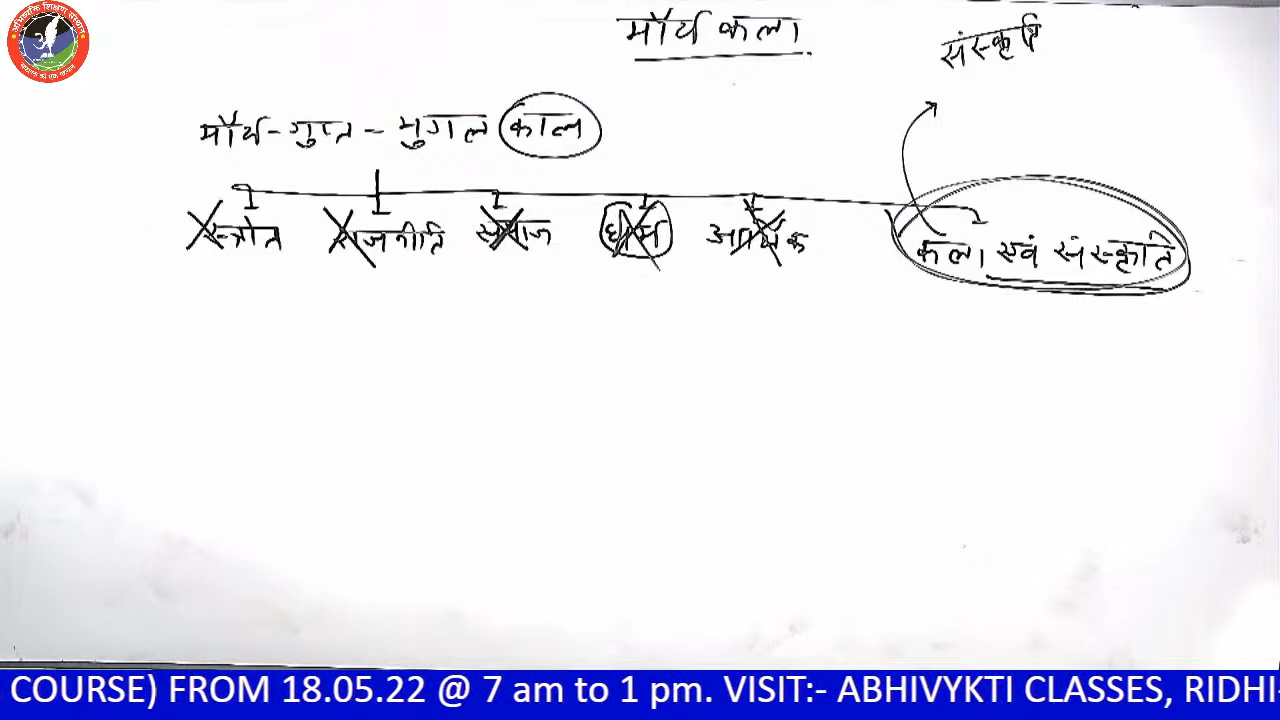 मौर्य कला
संस्कृति
मौर्य - गुप्त - मुगल काल
स्त्रोत राजनीति समाज धर्म आर्थिक कला एवं संस्कृति
COURSE) FROM 18.05.22 @ 7 am to 1 pm. VISIT:- ABHIVYKTI CLASSES, RIDHI-